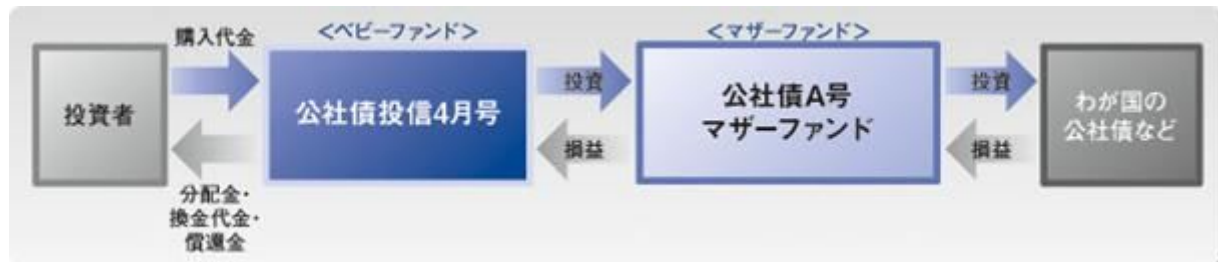 購入代金
<ベビーファンド>
<マザーファンド>
投資者
公社債投信4月号
投資
損益
公社債A号
マザーファンド
投資
損益
わが国の
公社債など
分配金・
換金代金・
償還金